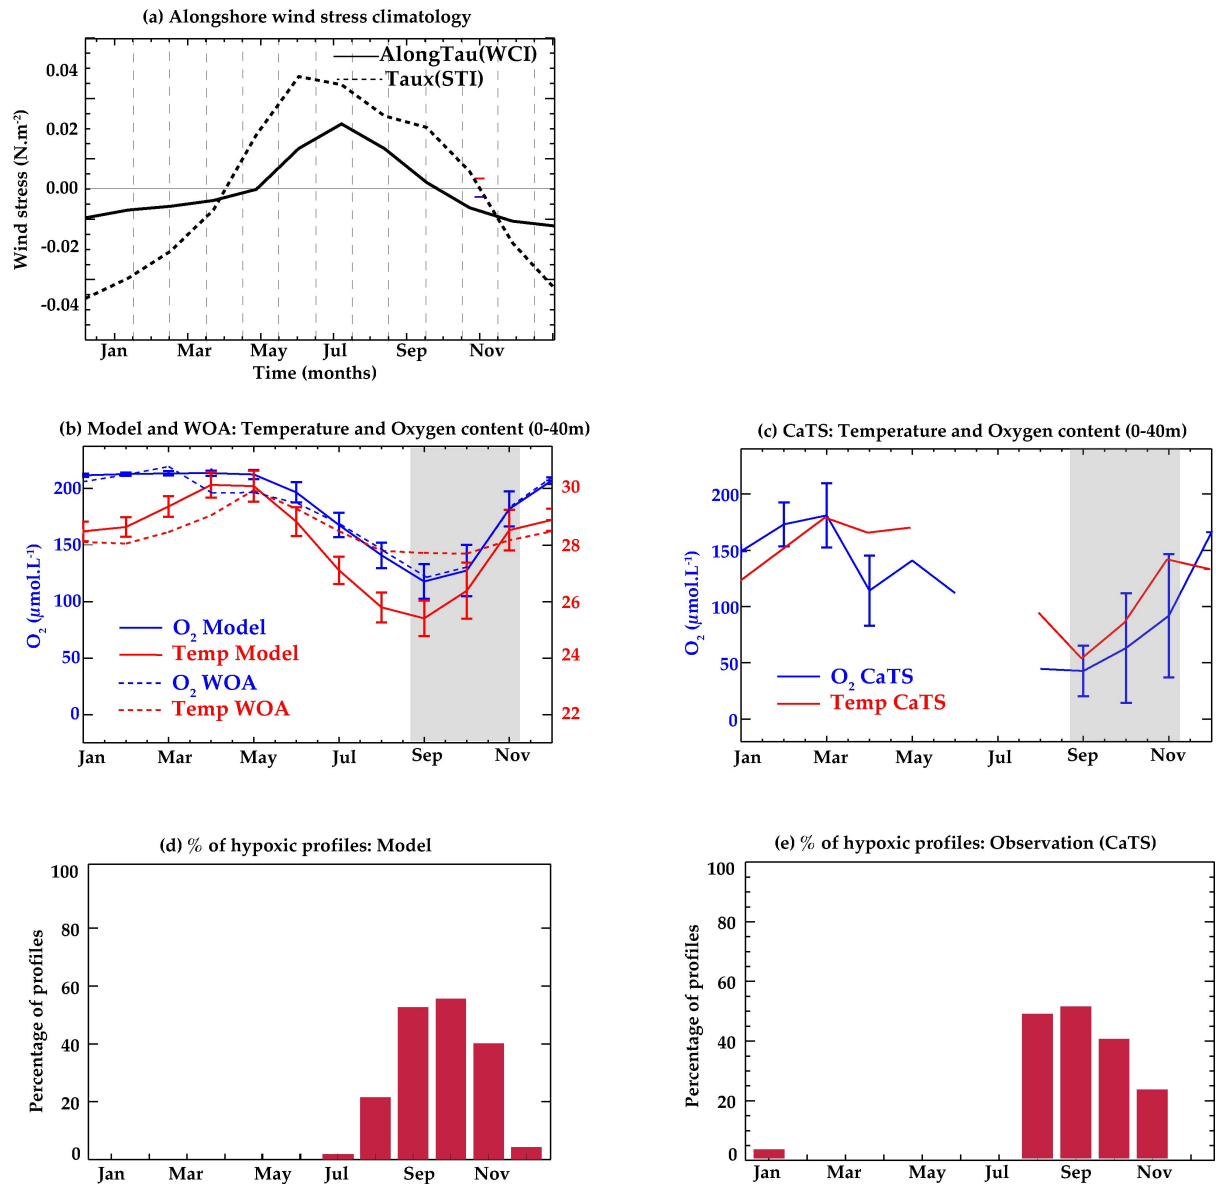 (a) Alongshore wind stress climatology
AlongTau(WCI)
Taux(STI)
Wind stress (N.m⁻²)
0.04
0.02
0.00
-0.02
-0.04
Jan Mar May Jul Sep Nov
Time (months)
(b) Model and WOA: Temperature and Oxygen content (0-40m)
O₂ (μmol.L⁻¹)
200
150
100
50
0
30
28
26
24
22
O₂ Model
Temp Model
O₂ WOA
Temp WOA
Jan Mar May Jul Sep Nov
(c) CaTS: Temperature and Oxygen content (0-40m)
O₂ (μmol.L⁻¹)
200
150
100
50
0
O₂ CaTS
Temp CaTS
Jan Mar May Jul Sep Nov
(d) % of hypoxic profiles: Model
Percentage of profiles
100
80
60
40
20
0
Jan Mar May Jul Sep Nov
(e) % of hypoxic profiles: Observation (CaTS)
Percentage of profiles
100
80
60
40
20
0
Jan Mar May Jul Sep Nov